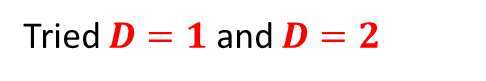 Tried D = 1 and D = 2